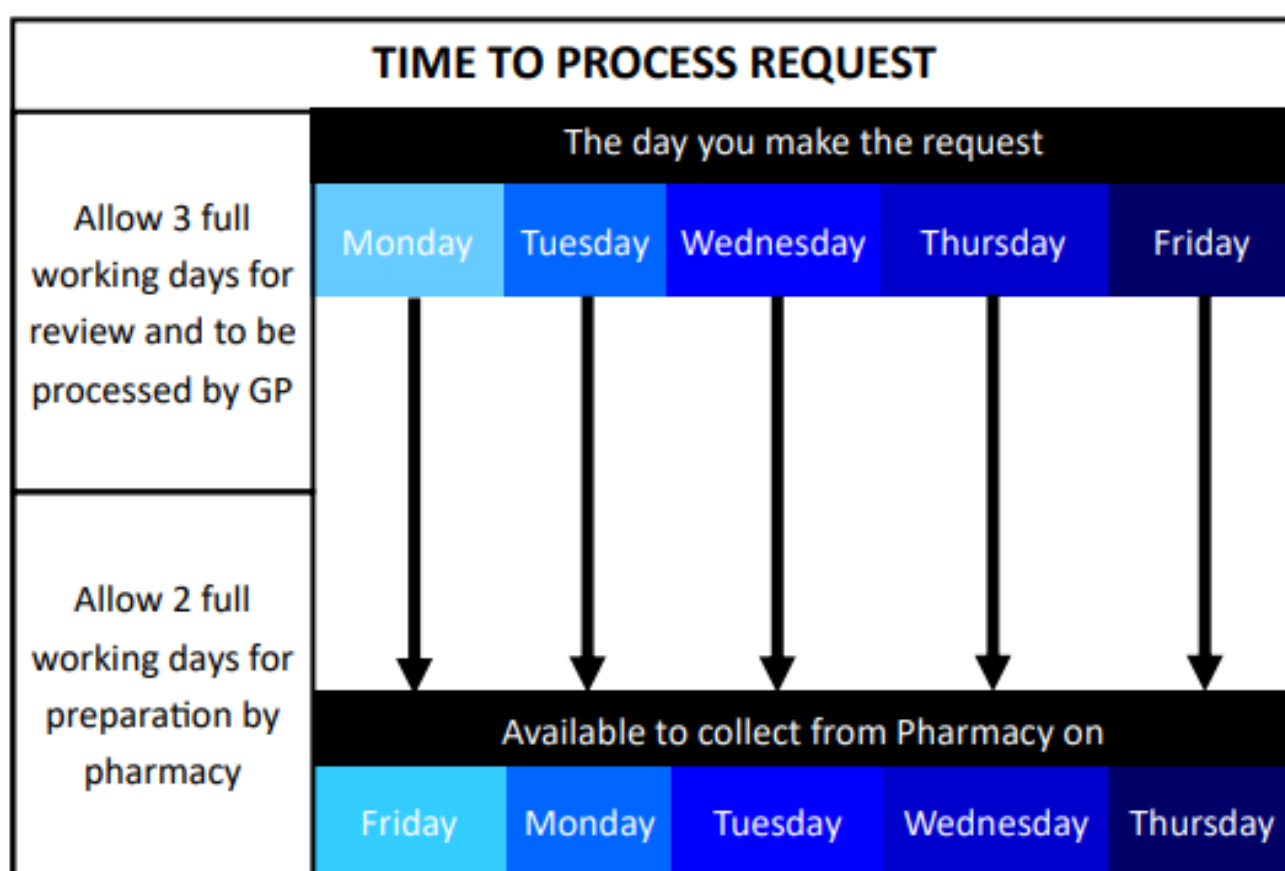 TIME TO PROCESS REQUEST
The day you make the request
Allow 3 full
working days for
review and to be
processed by GP
Monday Tuesday Wednesday Thursday Friday
Allow 2 full
working days for
preparation by
pharmacy
Available to collect from Pharmacy on
Friday Monday Tuesday Wednesday Thursday